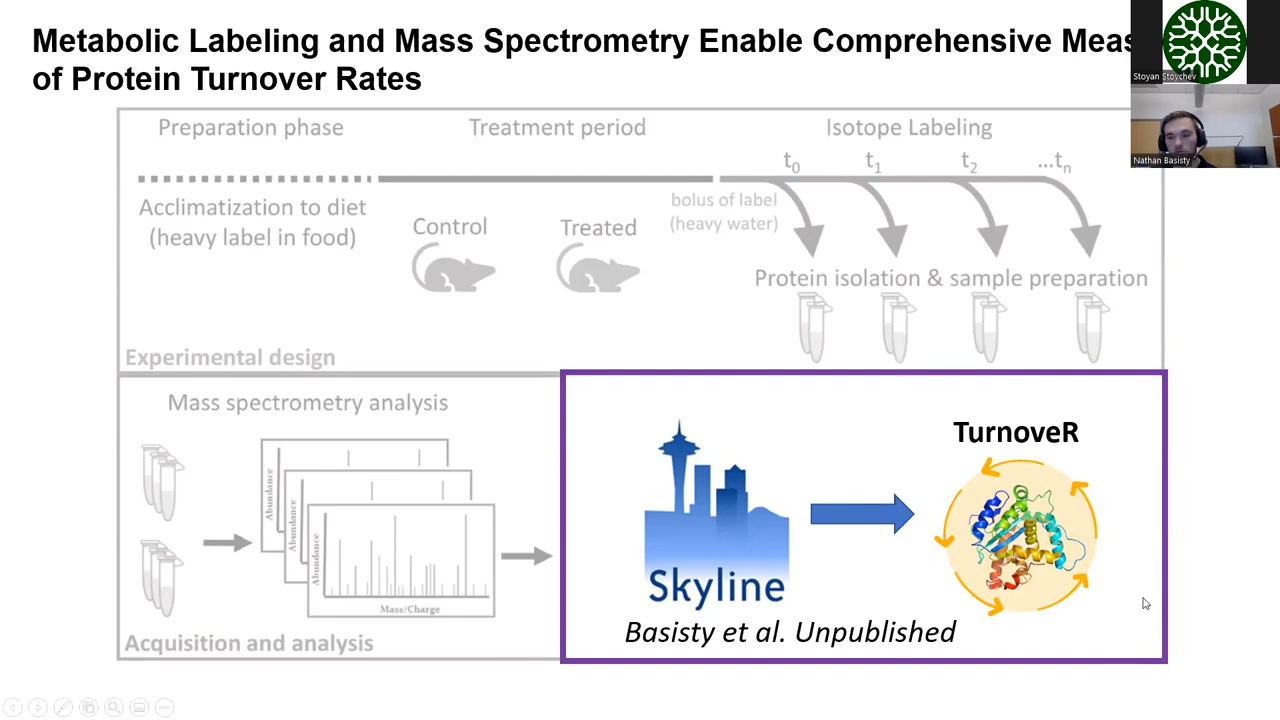 Metabolic Labeling and Mass Spectrometry Enable Comprehensive Meas
of Protein Turnover Rates
Stoyan Stoychev
Nathan Basisty
Preparation phase
Treatment period
Isotope Labeling
t0
t1
t2
...tn
Acclimatization to diet
(heavy label in food)
Control
Treated
bolus of label
(heavy water)
Protein isolation & sample preparation
Experimental design
Mass spectrometry analysis
Abundance
Abundance
Abundance
Mass/Charge
Acquisition and analysis
Skyline
TurnoveR
Basisty et al. Unpublished